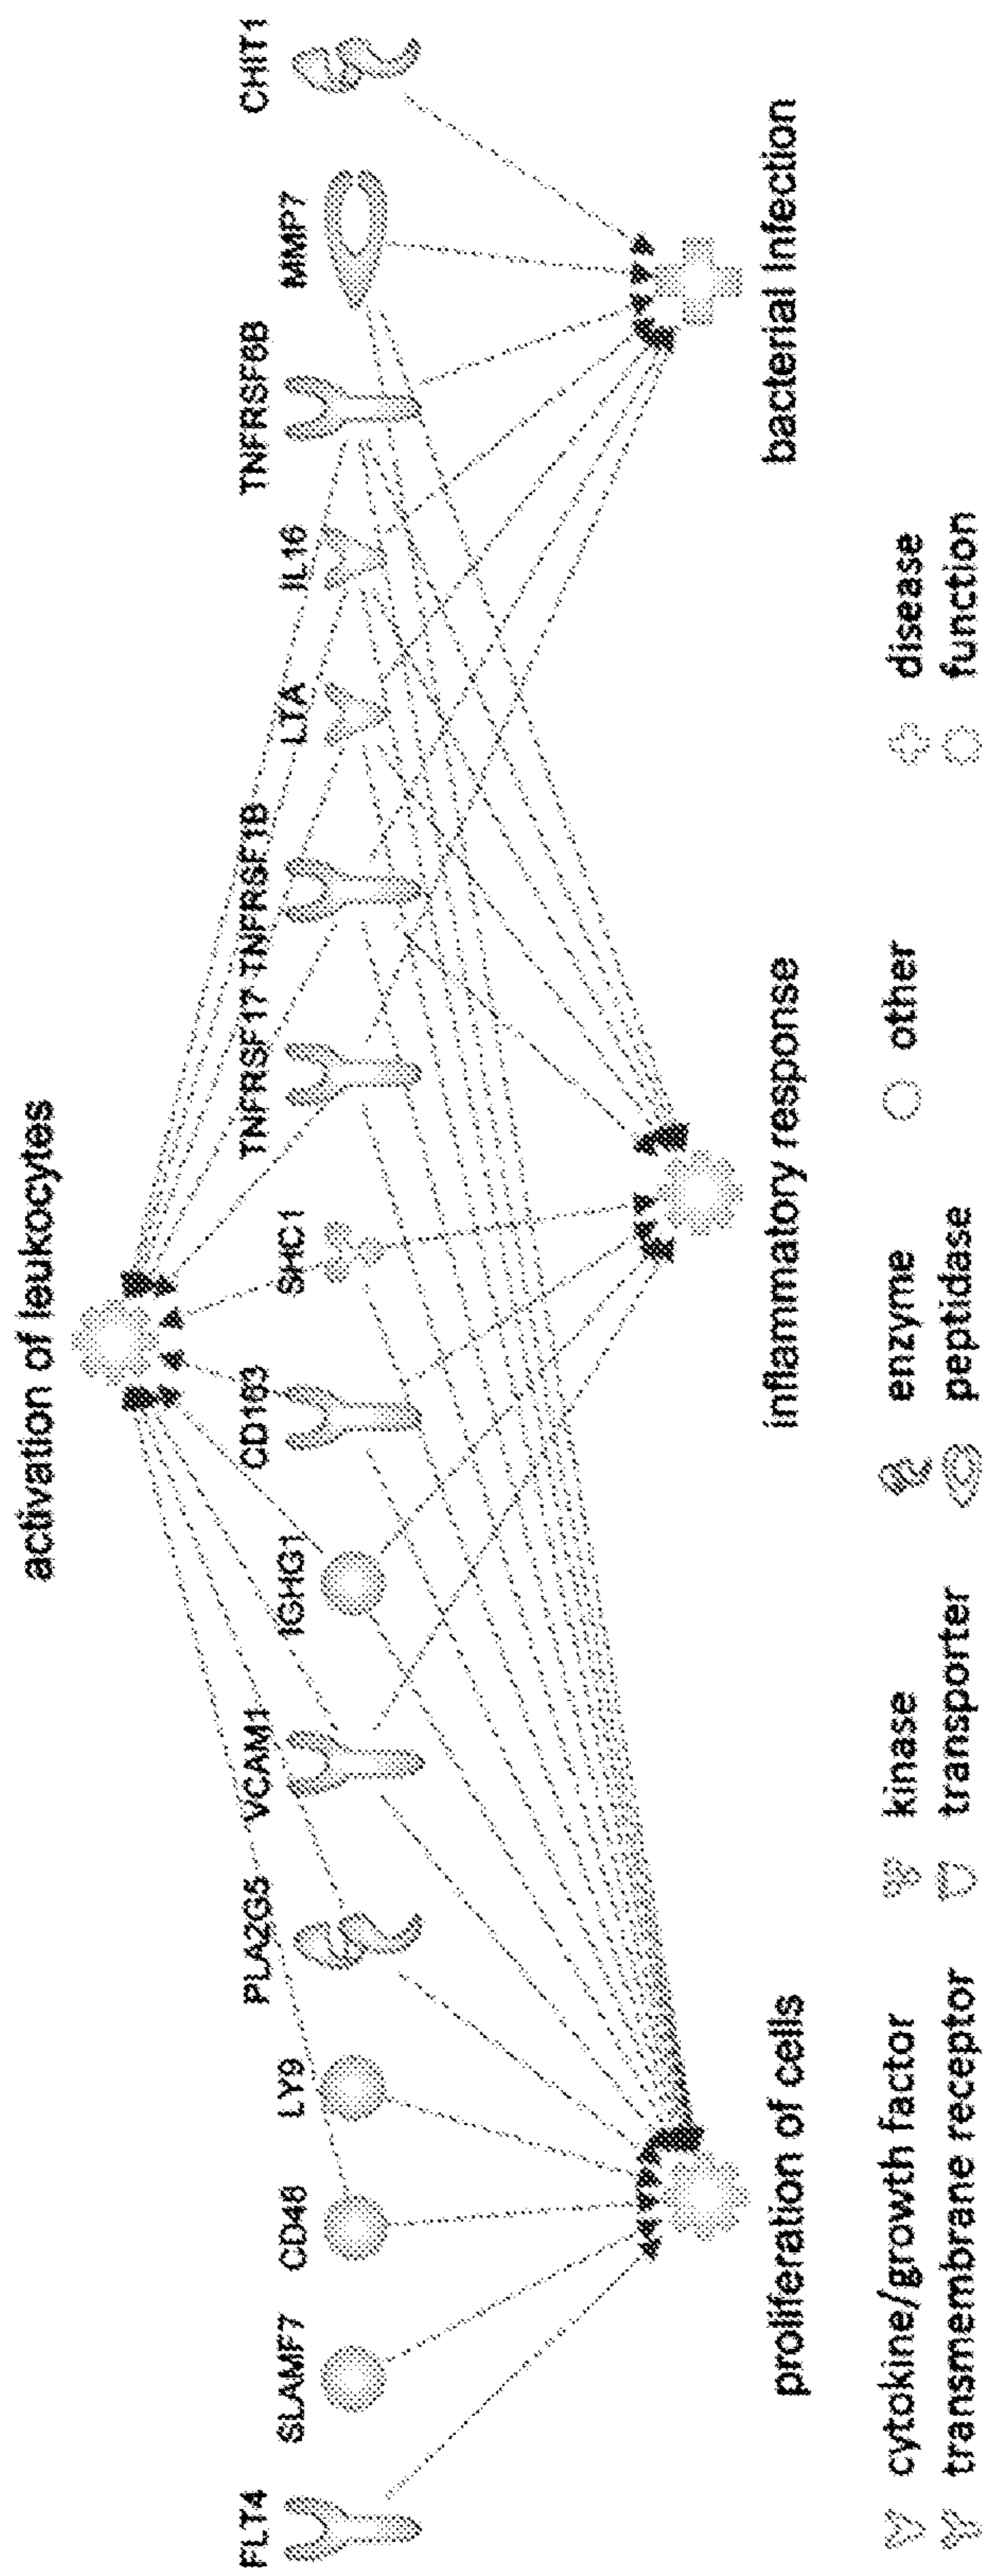 activation of leukocytes
FLT4
SLAMF7
CD48
LY9
PLA2G5
VCAM1
IGHG1
CD163
SHC1
TNFRSF17
TNFRSF1B
LTA
IL16
TNFRSF6B
MMP7
CHIT1
proliferation of cells
inflammatory response
bacterial infection
cytokine/growth factor
kinase
enzyme
other
disease
transmembrane receptor
transporter
peptidase
function